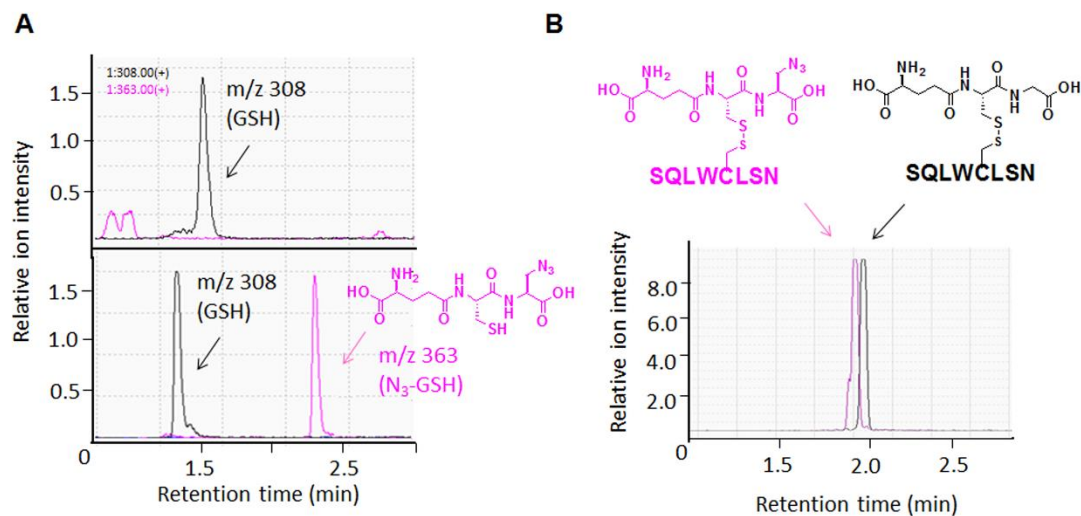 A
1:308.00(+)
1:363.00(+)
m/z 308
(GSH)
1.5
1.0
0.5
Relative ion intensity
m/z 308
(GSH)
1.5
1.0
0.5
NH2
N3
HO
O
O
N
H
O
H
N
O
OH
SH
m/z 363
(N3-GSH)
0
1.5
2.5
Retention time (min)
B
NH2
N3
HO
O
O
H
N
O
N
H
O
OH
S
S
SQLWCLSN
NH2
HO
O
O
H
N
O
N
H
O
OH
S
S
SQLWCLSN
8.0
6.0
4.0
2.0
Relative ion intensity
0
1.5
2.0
2.5
Retention time (min)